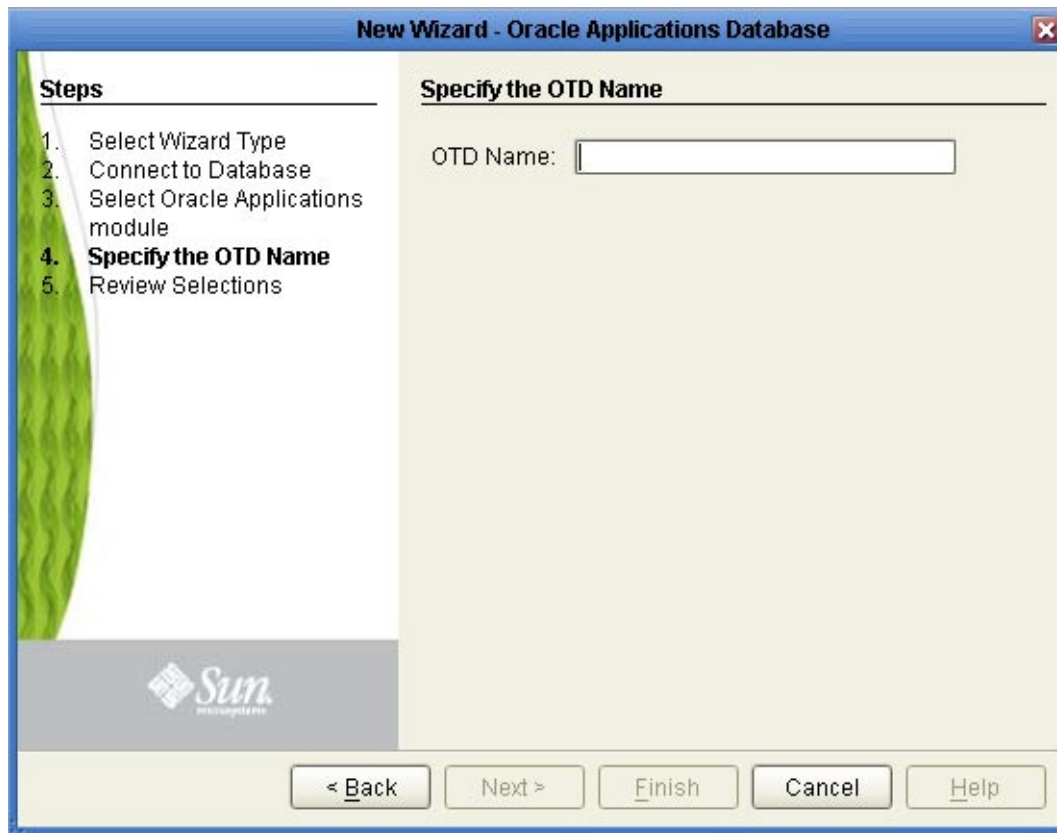 New Wizard - Oracle Applications Database
Steps
1. Select Wizard Type
2. Connect to Database
3. Select Oracle Applications
module
4. Specify the OTD Name
5. Review Selections
Specify the OTD Name
OTD Name:
Sun
microsystems
< Back
Next >
Finish
Cancel
Help